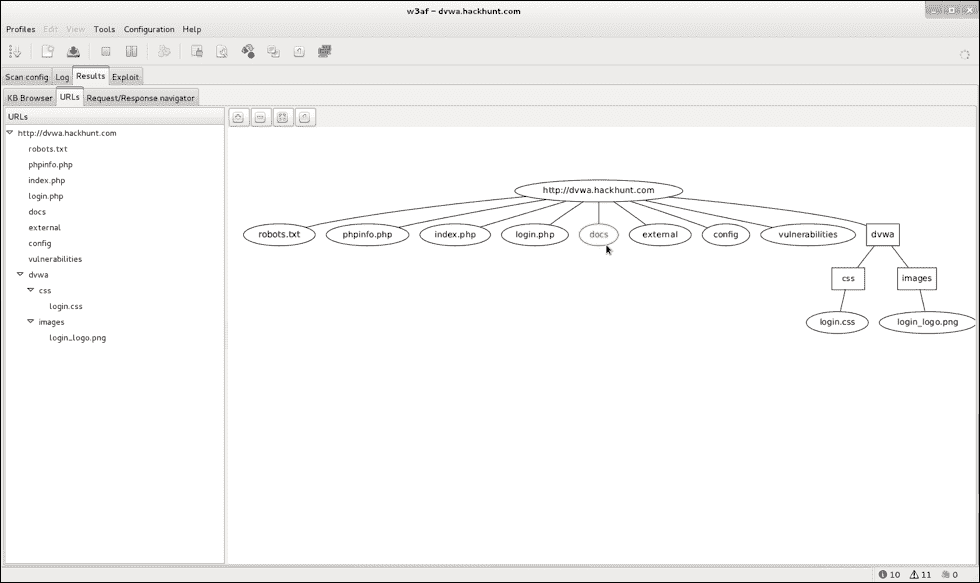 w3af - dvwa.hackhunt.com
Profiles Edit View Tools Configuration Help
Scan config Log Results Exploit
KB Browser URLs Request/Response navigator
URLs
http://dvwa.hackhunt.com
robots.txt
phpinfo.php
index.php
login.php
docs
external
config
vulnerabilities
dvwa
css
login.css
images
login_logo.png
http://dvwa.hackhunt.com
robots.txt phpinfo.php index.php login.php docs external config vulnerabilities dvwa
css images
login.css login_logo.png
10 11 0